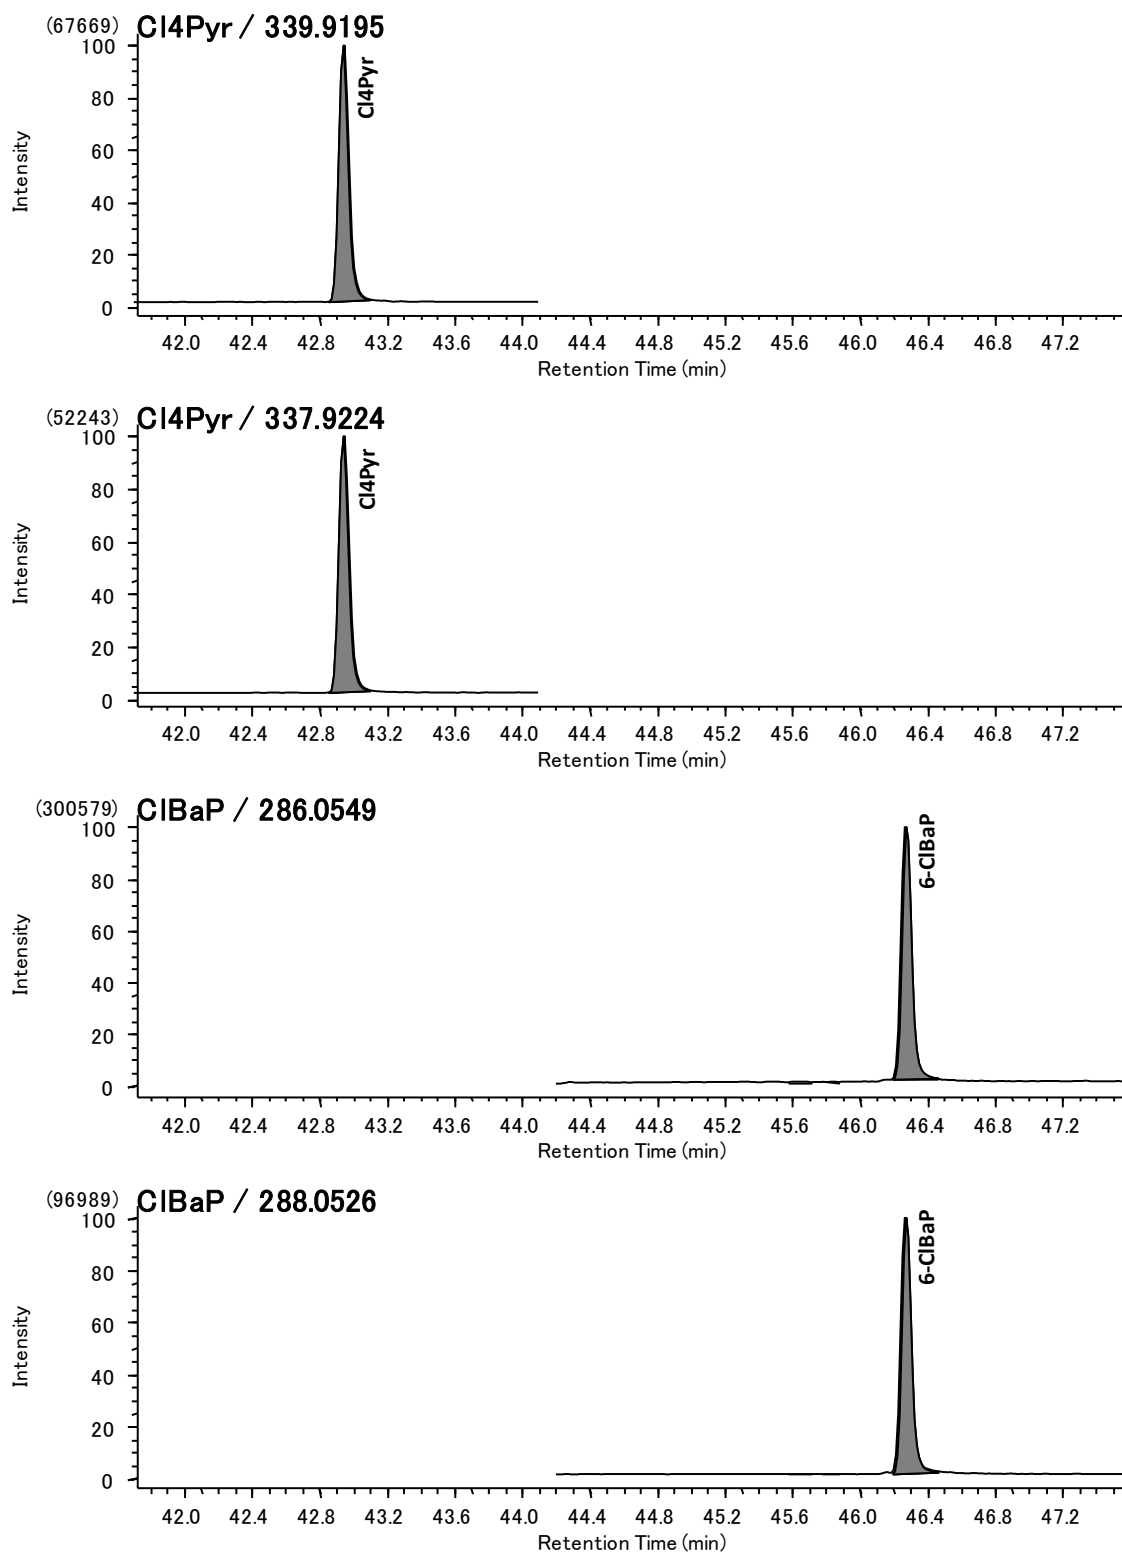 (67669) Cl4Pyr / 339.9195
100
80
60
40
20
0
Intensity
Cl4Pyr
42.0 42.4 42.8 43.2 43.6 44.0 44.4 44.8 45.2 45.6 46.0 46.4 46.8 47.2
Retention Time (min)
(52243) Cl4Pyr / 337.9224
100
80
60
40
20
0
Intensity
Cl4Pyr
42.0 42.4 42.8 43.2 43.6 44.0 44.4 44.8 45.2 45.6 46.0 46.4 46.8 47.2
Retention Time (min)
(300579) ClBaP / 286.0549
100
80
60
40
20
0
Intensity
6-ClBaP
42.0 42.4 42.8 43.2 43.6 44.0 44.4 44.8 45.2 45.6 46.0 46.4 46.8 47.2
Retention Time (min)
(96989) ClBaP / 288.0526
100
80
60
40
20
0
Intensity
6-ClBaP
42.0 42.4 42.8 43.2 43.6 44.0 44.4 44.8 45.2 45.6 46.0 46.4 46.8 47.2
Retention Time (min)